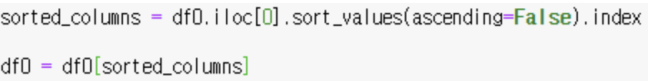 sorted_columns = df0.iloc[0].sort_values(ascending=False).index
df0 = df0[sorted_columns]